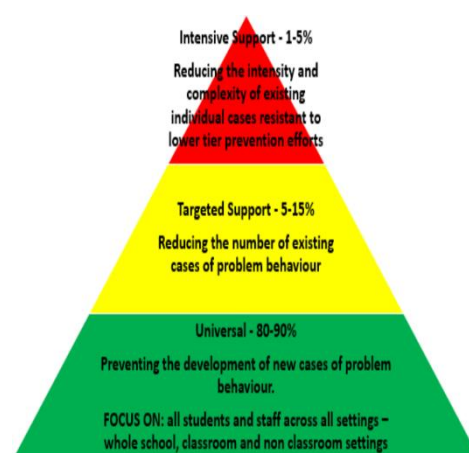 Intensive Support - 1-5%
Reducing the intensity and
complexity of existing
individual cases resistant to
lower tier prevention efforts
Targeted Support - 5-15%
Reducing the number of existing
cases of problem behaviour
Universal - 80-90%
Preventing the development of new cases of problem
behaviour.
FOCUS ON: all students and staff across all settings –
whole school, classroom and non classroom settings